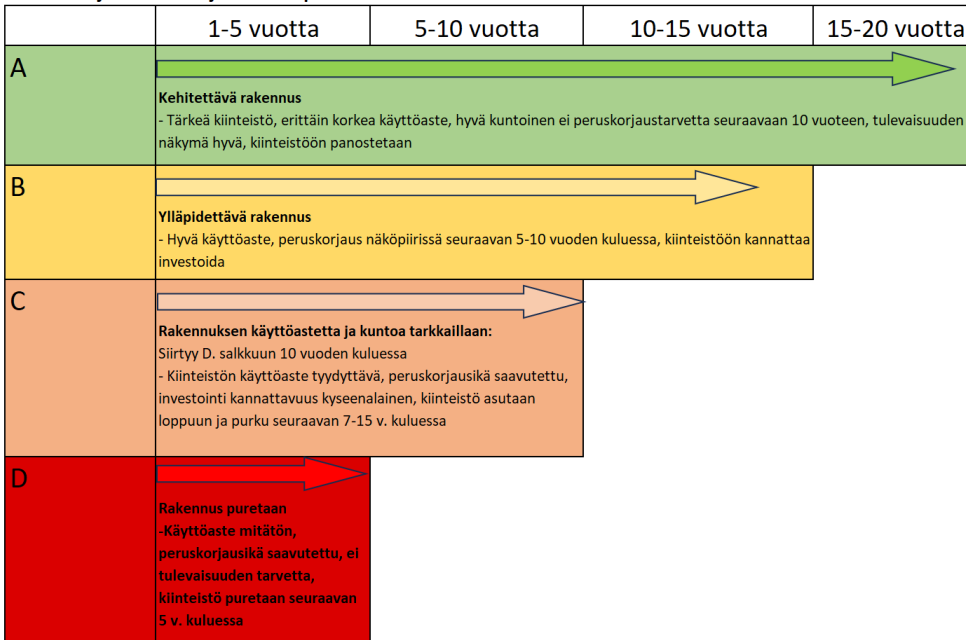 1-5 vuotta 5-10 vuotta 10-15 vuotta 15-20 vuotta
A
Kehitettävä rakennus
- Tärkeä kiinteistö, erittäin korkea käyttöaste, hyvä kuntoinen ei peruskorjaustarvetta seuraavaan 10 vuoteen, tulevaisuuden
näkymä hyvä, kiinteistöön panostetaan
B
Ylläpidettävä rakennus
- Hyvä käyttöaste, peruskorjaus näköpiirissä seuraavan 5-10 vuoden kuluessa, kiinteistöön kannattaa
investoida
C
Rakennuksen käyttöastetta ja kuntoa tarkkaillaan:
Siirtyy D. salkkuun 10 vuoden kuluessa
- Kiinteistön käyttöaste tyydyttävä, peruskorjausikä saavutettu,
investointi kannattavuus kyseenalainen, kiinteistö asutaan
loppuun ja purku seuraavan 7-15 v. kuluessa
D
Rakennus puretaan
-Käyttöaste mitätön,
peruskorjausikä saavutettu, ei
tulevaisuuden tarvetta,
kiinteistö puretaan seuraavan
5 v. kuluessa